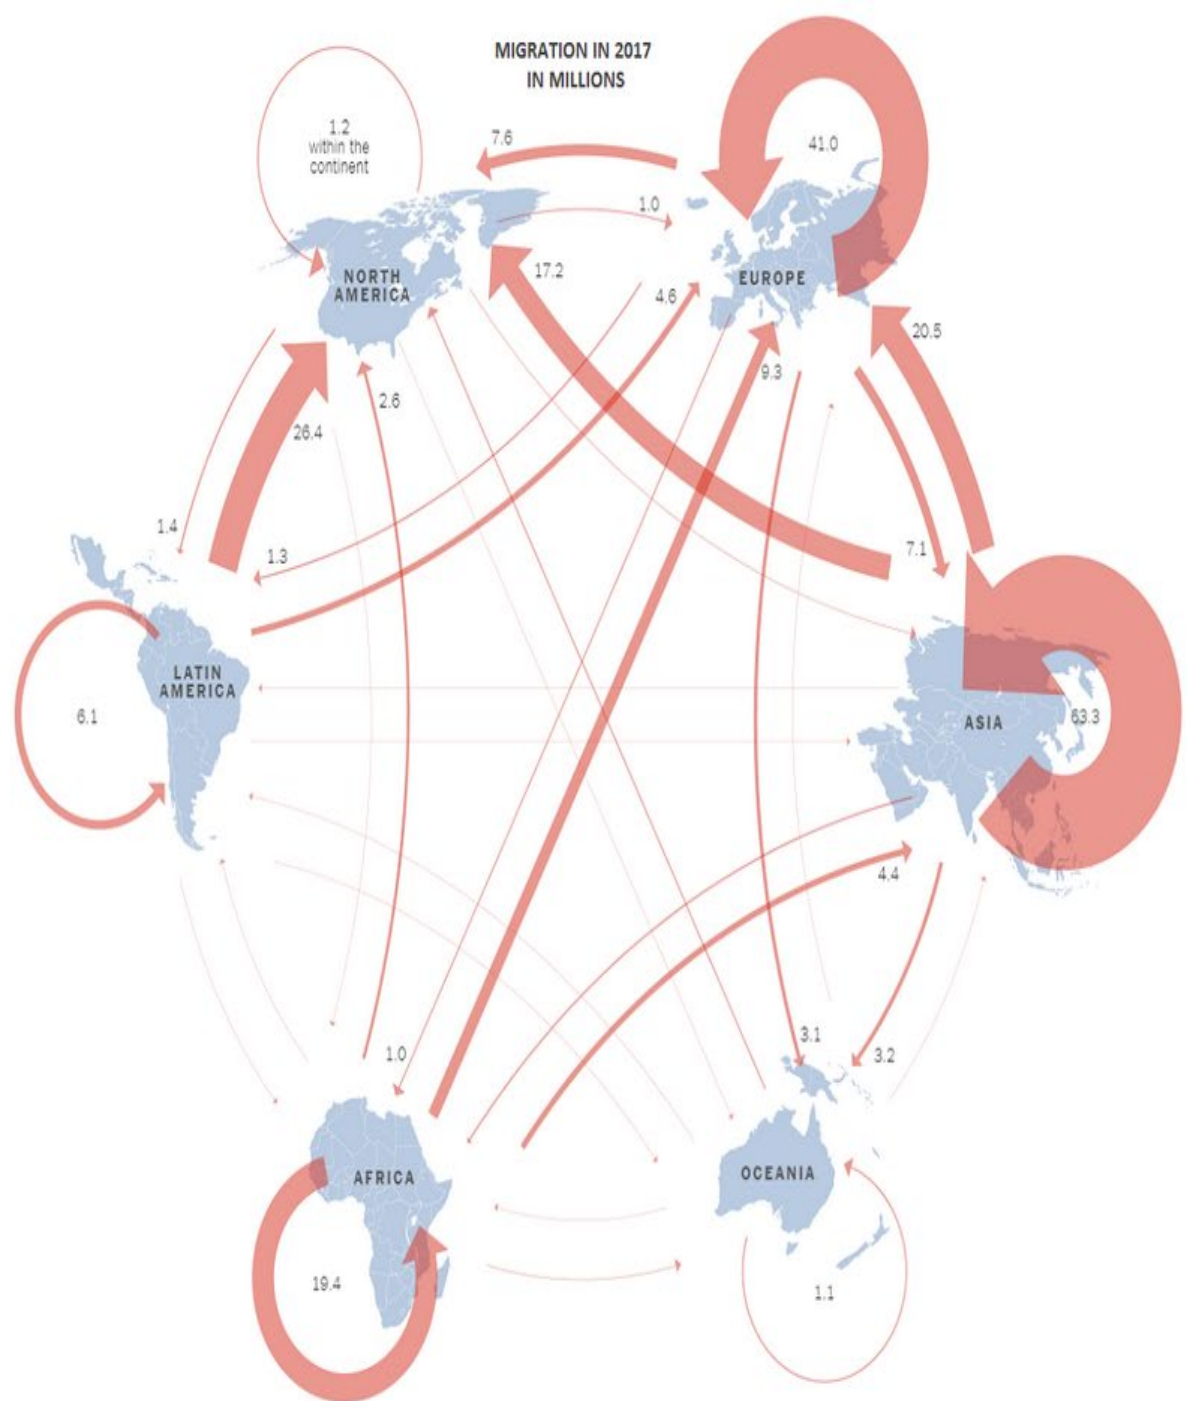 MIGRATION IN 2017
IN MILLIONS
1.2
within the
continent
7.6
41.0
1.0
17.2
4.6
NORTH
AMERICA
EUROPE
20.5
9.3
2.6
26.4
1.4
1.3
7.1
LATIN
AMERICA
6.1
ASIA
63.3
4.4
1.0
3.1
3.2
AFRICA
OCEANIA
19.4
1.1